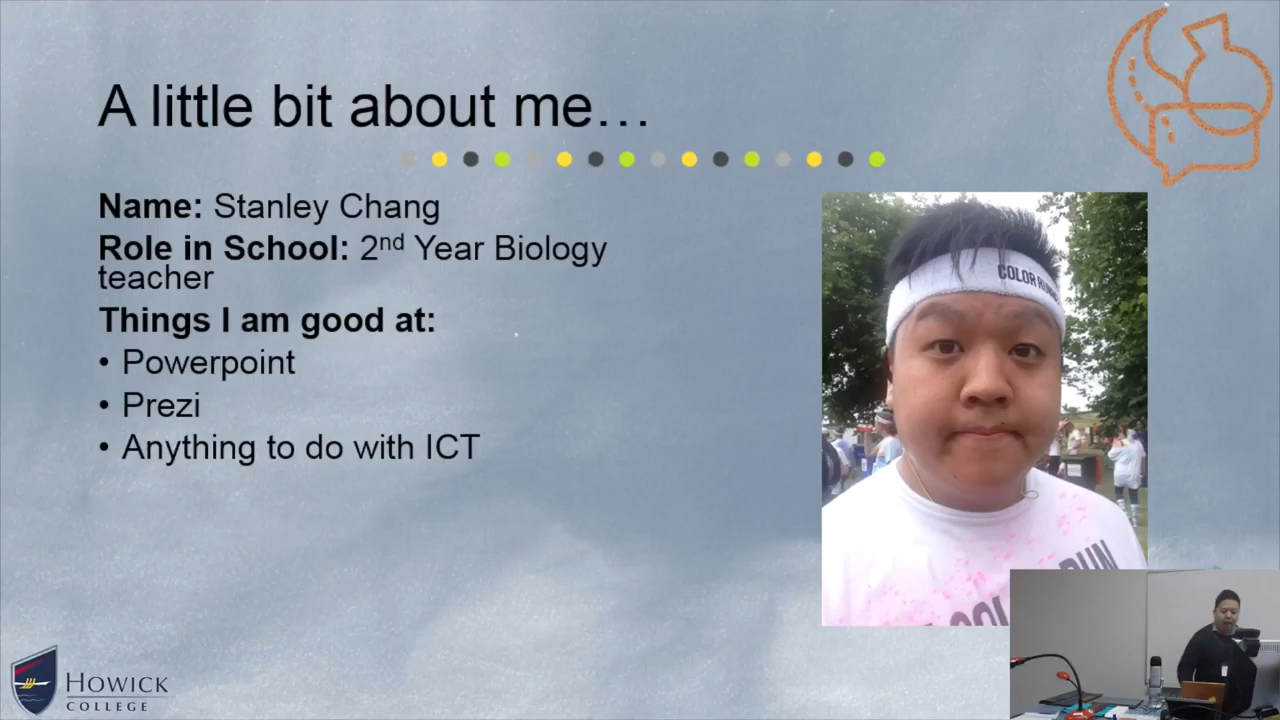 A little bit about me…
Name: Stanley Chang
Role in School: 2nd Year Biology
teacher
Things I am good at:
• Powerpoint
• Prezi
• Anything to do with ICT
COLOR RUN
RUN
HOWICK
COLLEGE